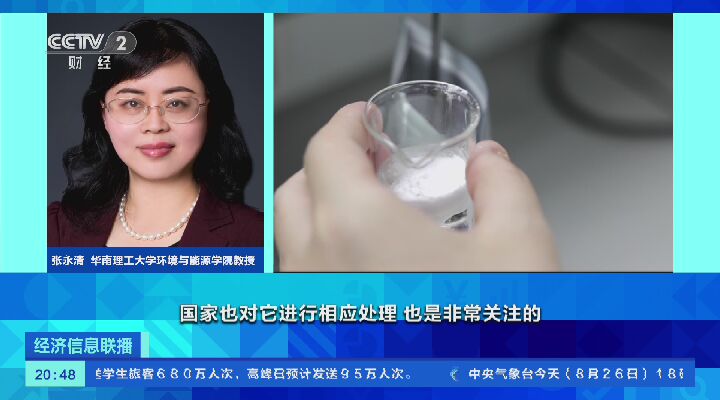 CCTV 2
财经
张永清 华南理工大学环境与能源学院教授
国家也对它进行相应处理 也是非常关注的
经济信息联播
20:48
学生旅客680万人次，高峰日预计发送95万人次。 中央气象台今天（8月26日）18